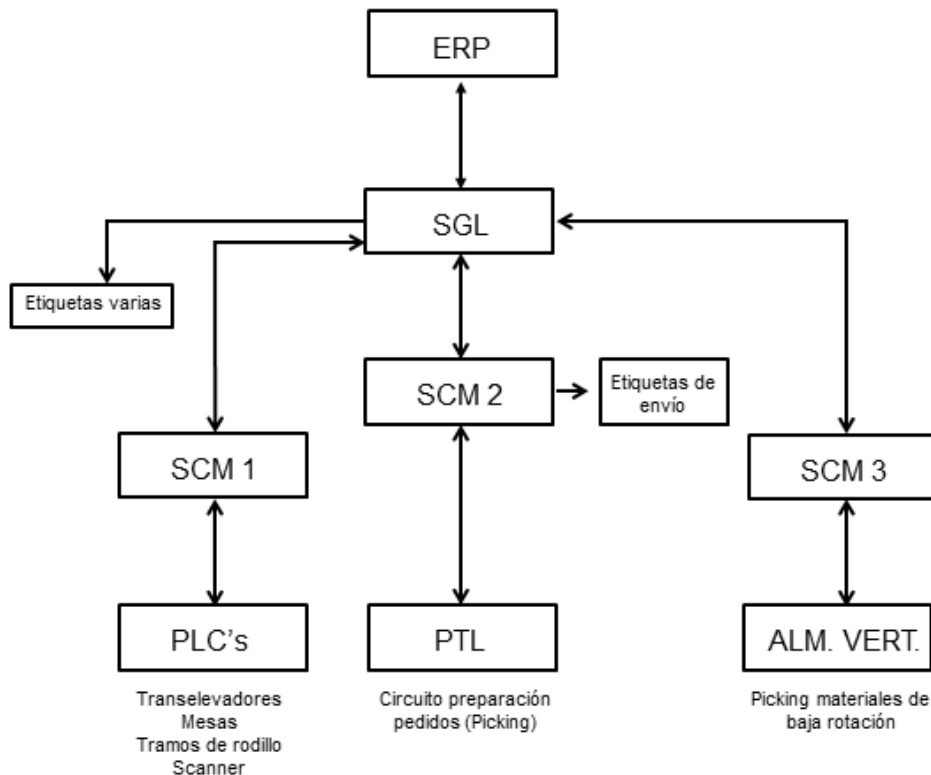 ERP
SGL
Etiquetas varias
SCM 2
Etiquetas de
envío
SCM 1
SCM 3
PLC's
PTL
ALM. VERT.
Transelevadores
Mesas
Tramos de rodillo
Scanner
Circuito preparación
pedidos (Picking)
Picking materiales de
baja rotación